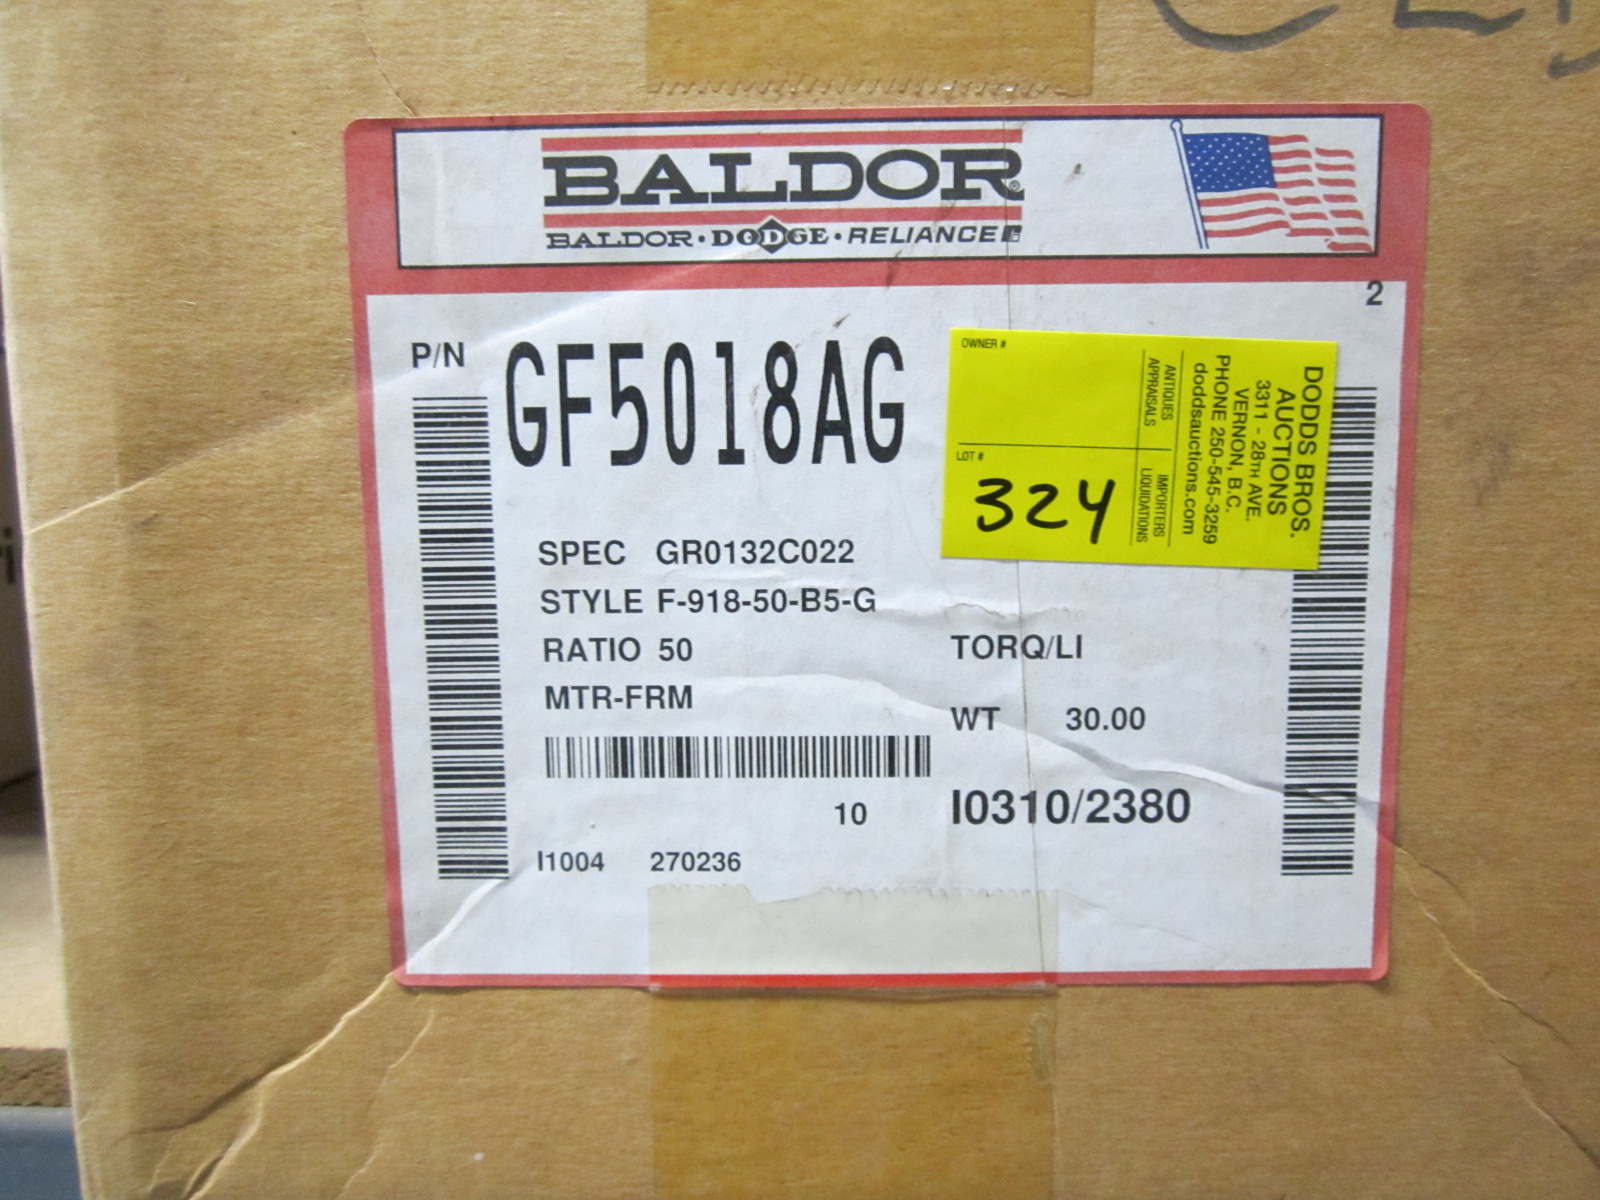 BALDOR
BALDOR · DODGE · RELIANCE
2
P/N GF5018AG
SPEC GR0132C022
STYLE F-918-50-B5-G
RATIO 50
MTR-FRM
TORQ/LI
WT 30.00
10
I0310/2380
I1004 270236
OWNER #
LOT #
324
DODDS BROS.
AUCTIONS
3311 - 28TH AVE.
VERNON, B.C.
PHONE 250-545-3259
doddsauctions.com
ANTIQUES
APPRAISALS
IMPORTERS
LIQUIDATIONS